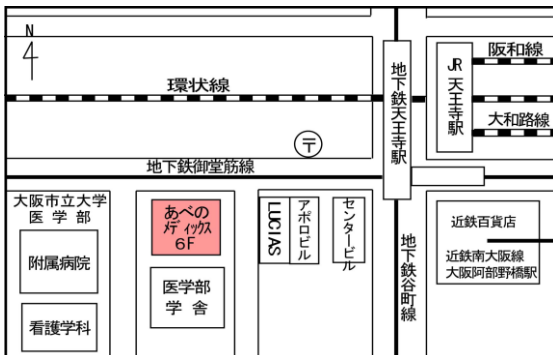 N
環状線
地下鉄天王寺駅
JR天王寺駅
阪和線
大和路線
〒
地下鉄御堂筋線
大阪市立大学
医学部
附属病院
看護学科
あべの
メディックス
6F
医学部
学舎
LUCIAS
アポロビル
センタービル
地下鉄谷町線
近鉄百貨店
近鉄南大阪線
大阪阿部野橋駅